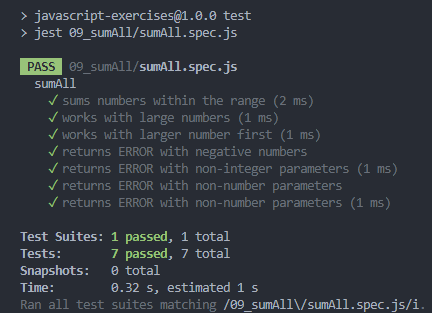 > javascript-exercises@1.0.0 test
> jest 09_sumAll/sumAll.spec.js
PASS 09_sumAll/sumAll.spec.js
sumAll
✓ sums numbers within the range (2 ms)
✓ works with large numbers (1 ms)
✓ works with larger number first (1 ms)
✓ returns ERROR with negative numbers
✓ returns ERROR with non-integer parameters (1 ms)
✓ returns ERROR with non-number parameters
✓ returns ERROR with non-number parameters (1 ms)
Test Suites: 1 passed, 1 total
Tests: 7 passed, 7 total
Snapshots: 0 total
Time: 0.32 s, estimated 1 s
Ran all test suites matching /09_sumAll\/sumAll.spec.js/i.